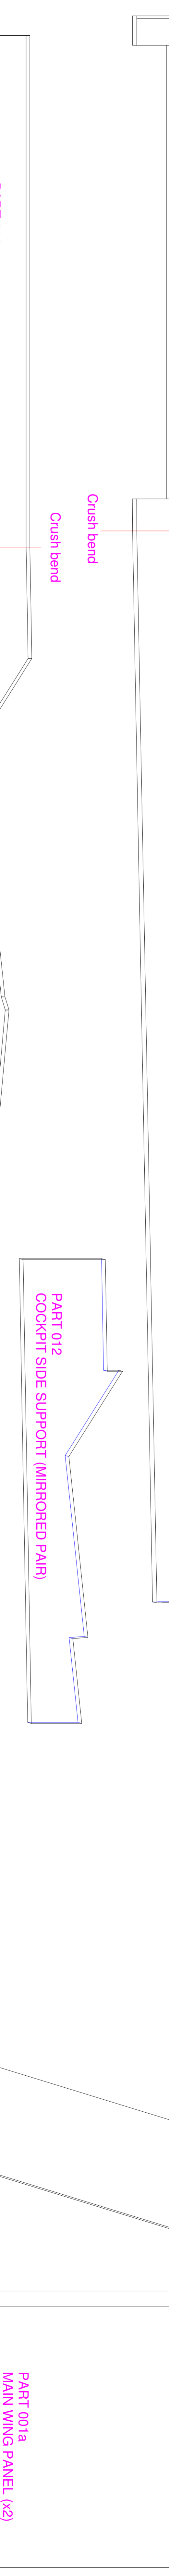 Crush bend
Crush bend
PART 012
COCKPIT SIDE SUPPORT (MIRRORED PAIR)
PART 001a
MAIN WING PANEL (x2)